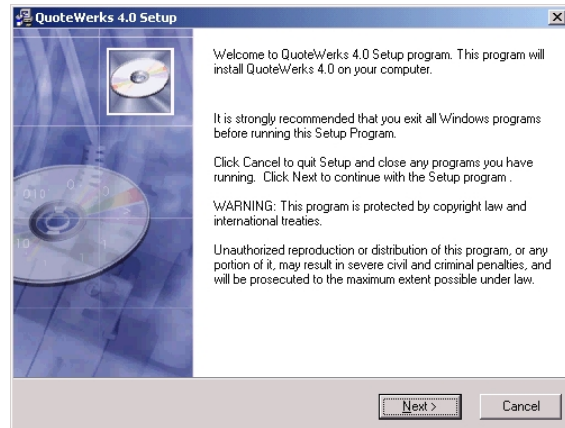 QuoteWerks 4.0 Setup
Welcome to QuoteWerks 4.0 Setup program. This program will
install QuoteWerks 4.0 on your computer.
It is strongly recommended that you exit all Windows programs
before running this Setup Program.
Click Cancel to quit Setup and close any programs you have
running. Click Next to continue with the Setup program .
WARNING: This program is protected by copyright law and
international treaties.
Unauthorized reproduction or distribution of this program, or any
portion of it, may result in severe civil and criminal penalties, and
will be prosecuted to the maximum extent possible under law.
Next >
Cancel